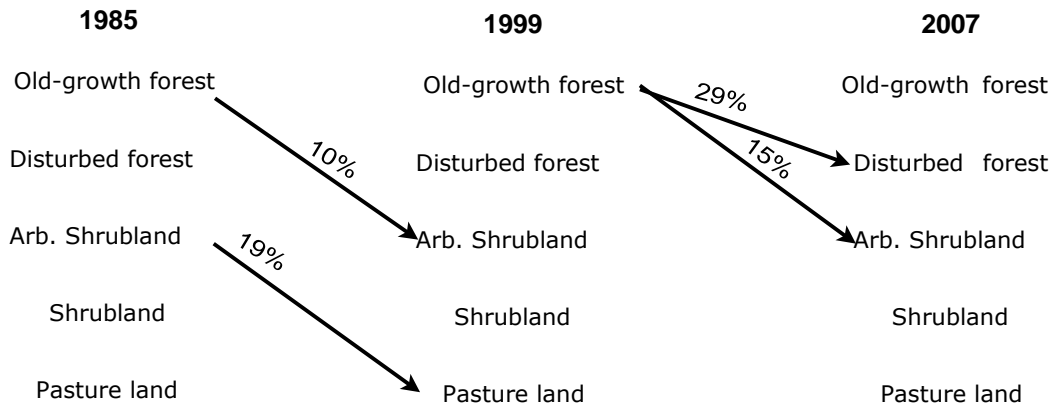 1985 1999 2007
Old-growth forest Old-growth forest Old-growth forest
29%
10% 15%
Disturbed forest Disturbed forest Disturbed forest
Arb. Shrubland Arb. Shrubland Arb. Shrubland
19%
Shrubland Shrubland Shrubland
Pasture land Pasture land Pasture land